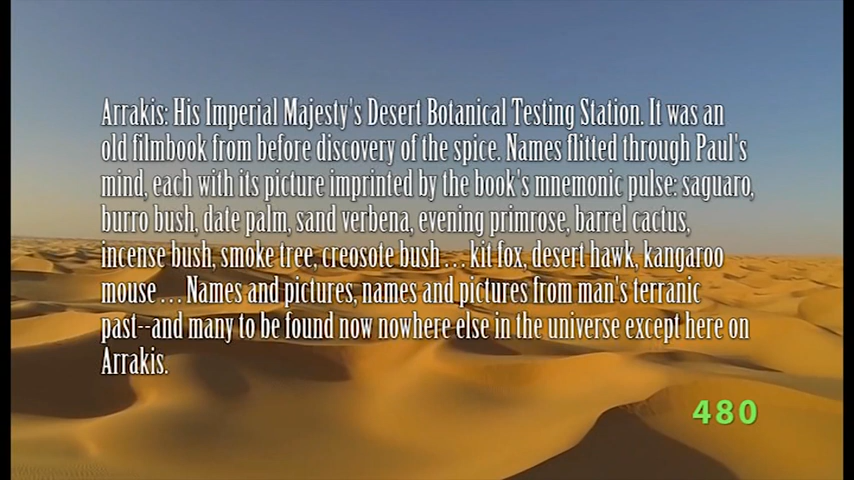 Arrakis: His Imperial Majesty's Desert Botanical Testing Station. It was an
old filmbook from before discovery of the spice. Names flitted through Paul's
mind, each with its picture imprinted by the book's mnemonic pulse: saguaro,
burro bush, date palm, sand verbena, evening primrose, barrel cactus,
incense bush, smoke tree, creosote bush . . . kit fox, desert hawk, kangaroo
mouse . . . Names and pictures, names and pictures from man's terranic
past--and many to be found now nowhere else in the universe except here on
Arrakis.
480